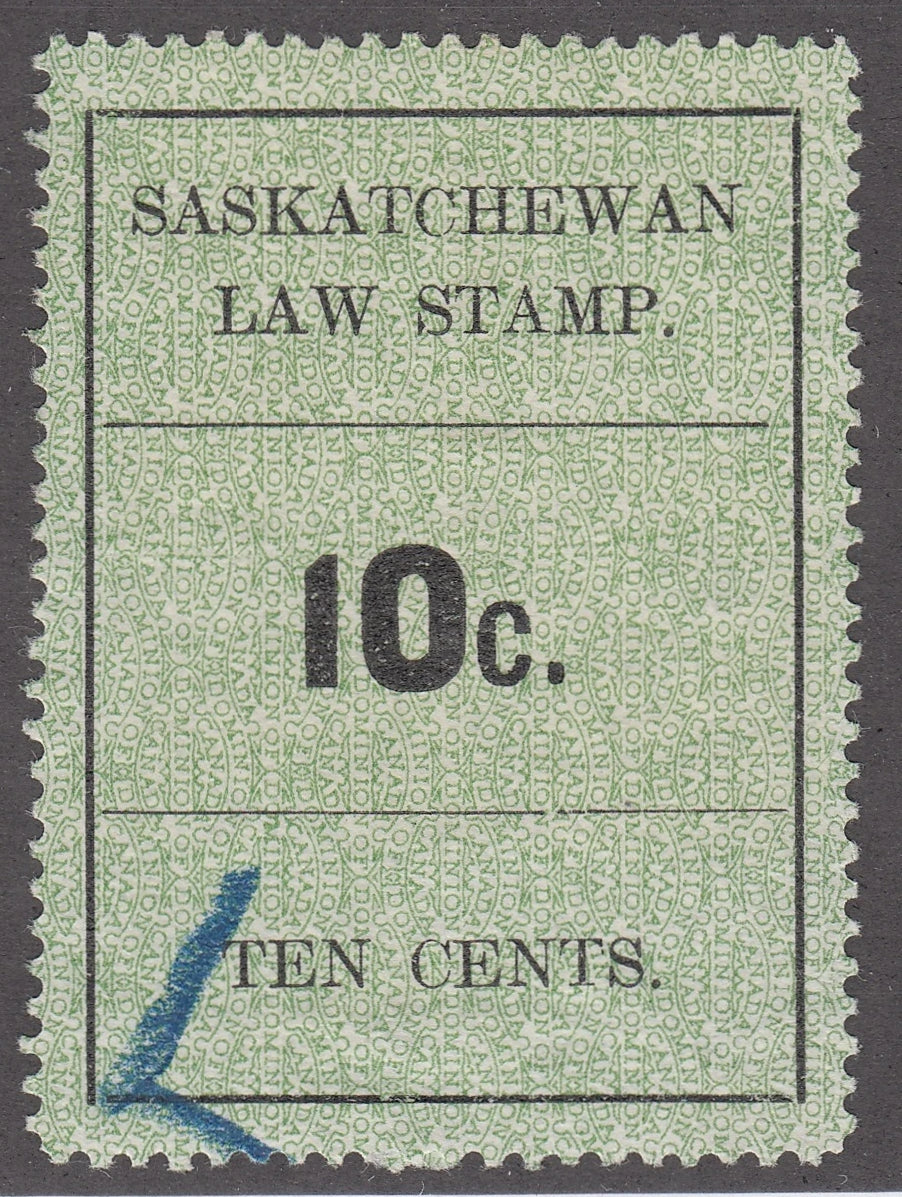 SASKATCHEWAN
LAW STAMP.
10c.
TEN CENTS.